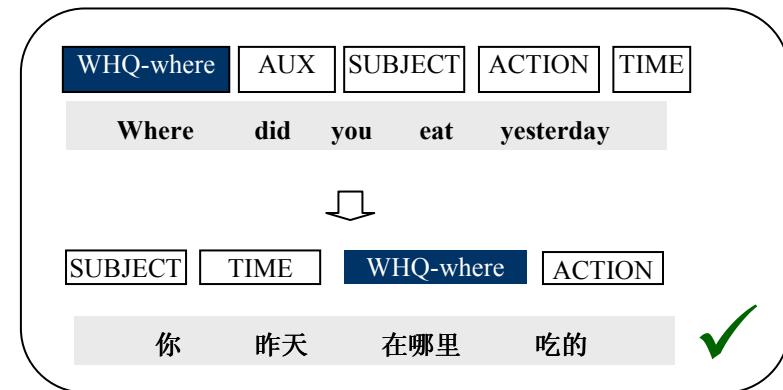 WHQ-where AUX SUBJECT ACTION TIME
Where did you eat yesterday
SUBJECT TIME WHQ-where ACTION
你 昨天 在哪里 吃的